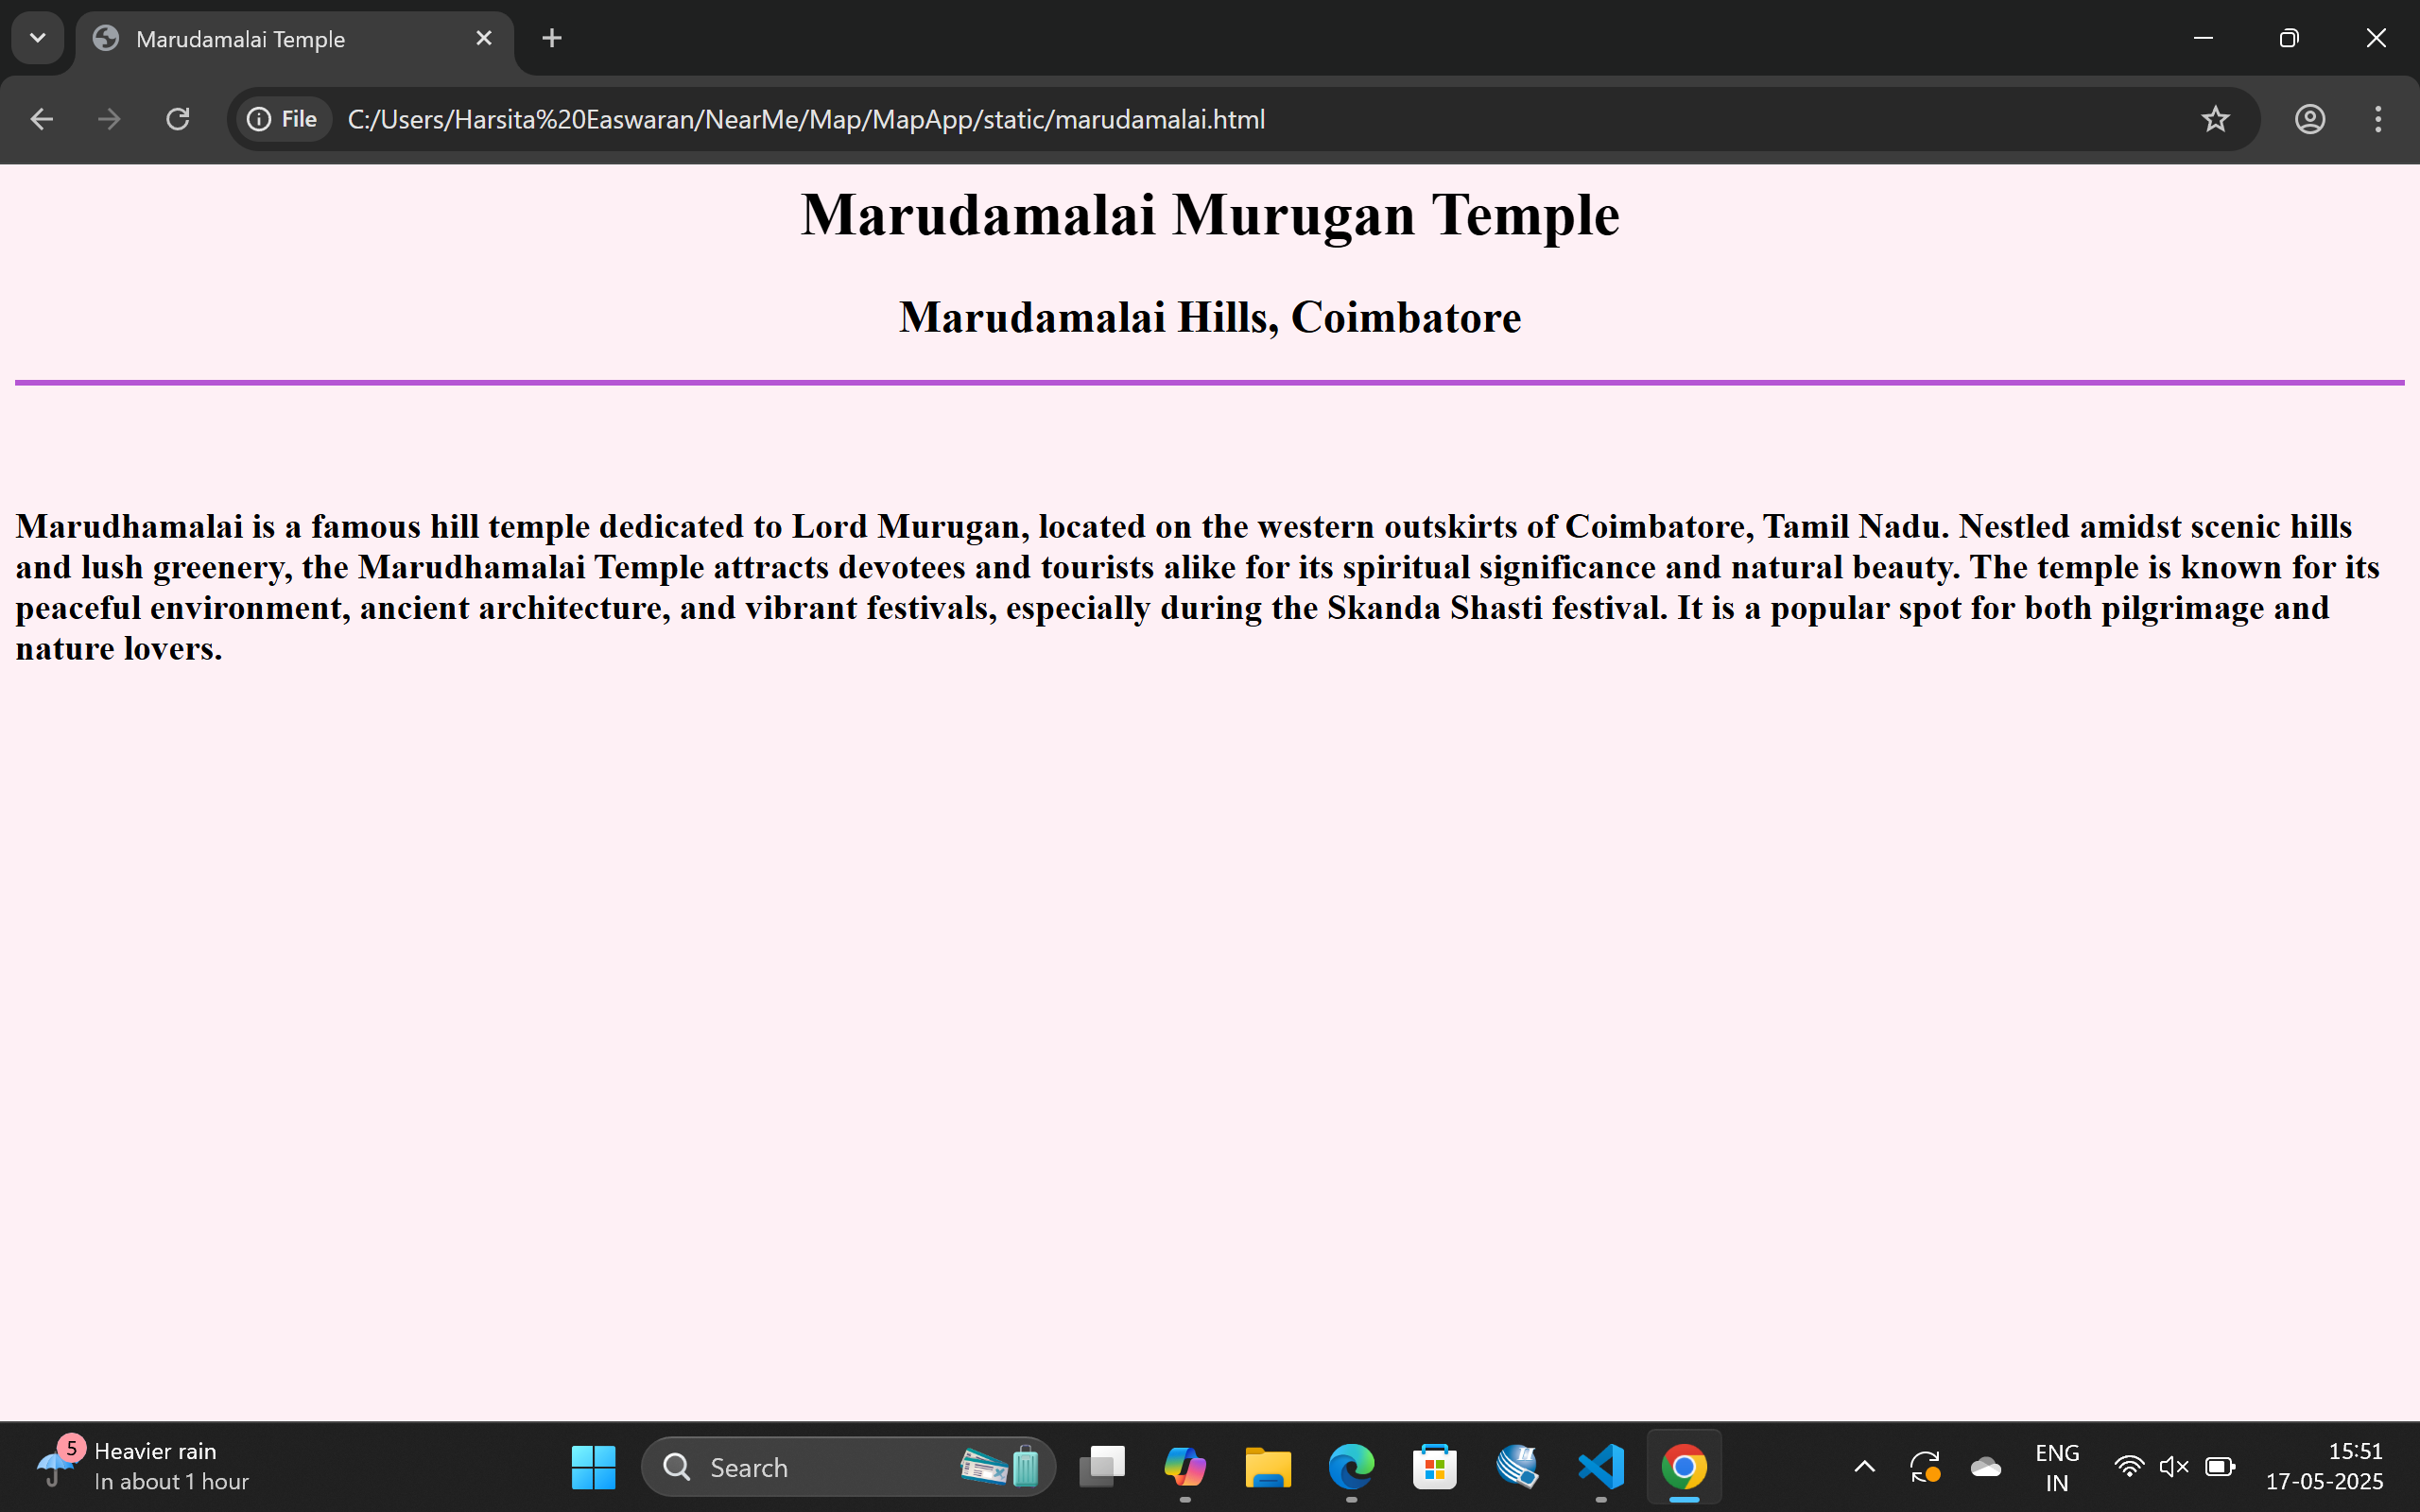 Marudamalai Temple
File
C:/Users/Harsita%20Easwaran/NearMe/Map/MapApp/static/marudamalai.html
Marudamalai Murugan Temple
Marudamalai Hills, Coimbatore
Marudhamalai is a famous hill temple dedicated to Lord Murugan, located on the western outskirts of Coimbatore, Tamil Nadu. Nestled amidst scenic hills
and lush greenery, the Marudhamalai Temple attracts devotees and tourists alike for its spiritual significance and natural beauty. The temple is known for its
peaceful environment, ancient architecture, and vibrant festivals, especially during the Skanda Shasti festival. It is a popular spot for both pilgrimage and
nature lovers.
5
Heavier rain
In about 1 hour
Search
ENG
IN
15:51
17-05-2025